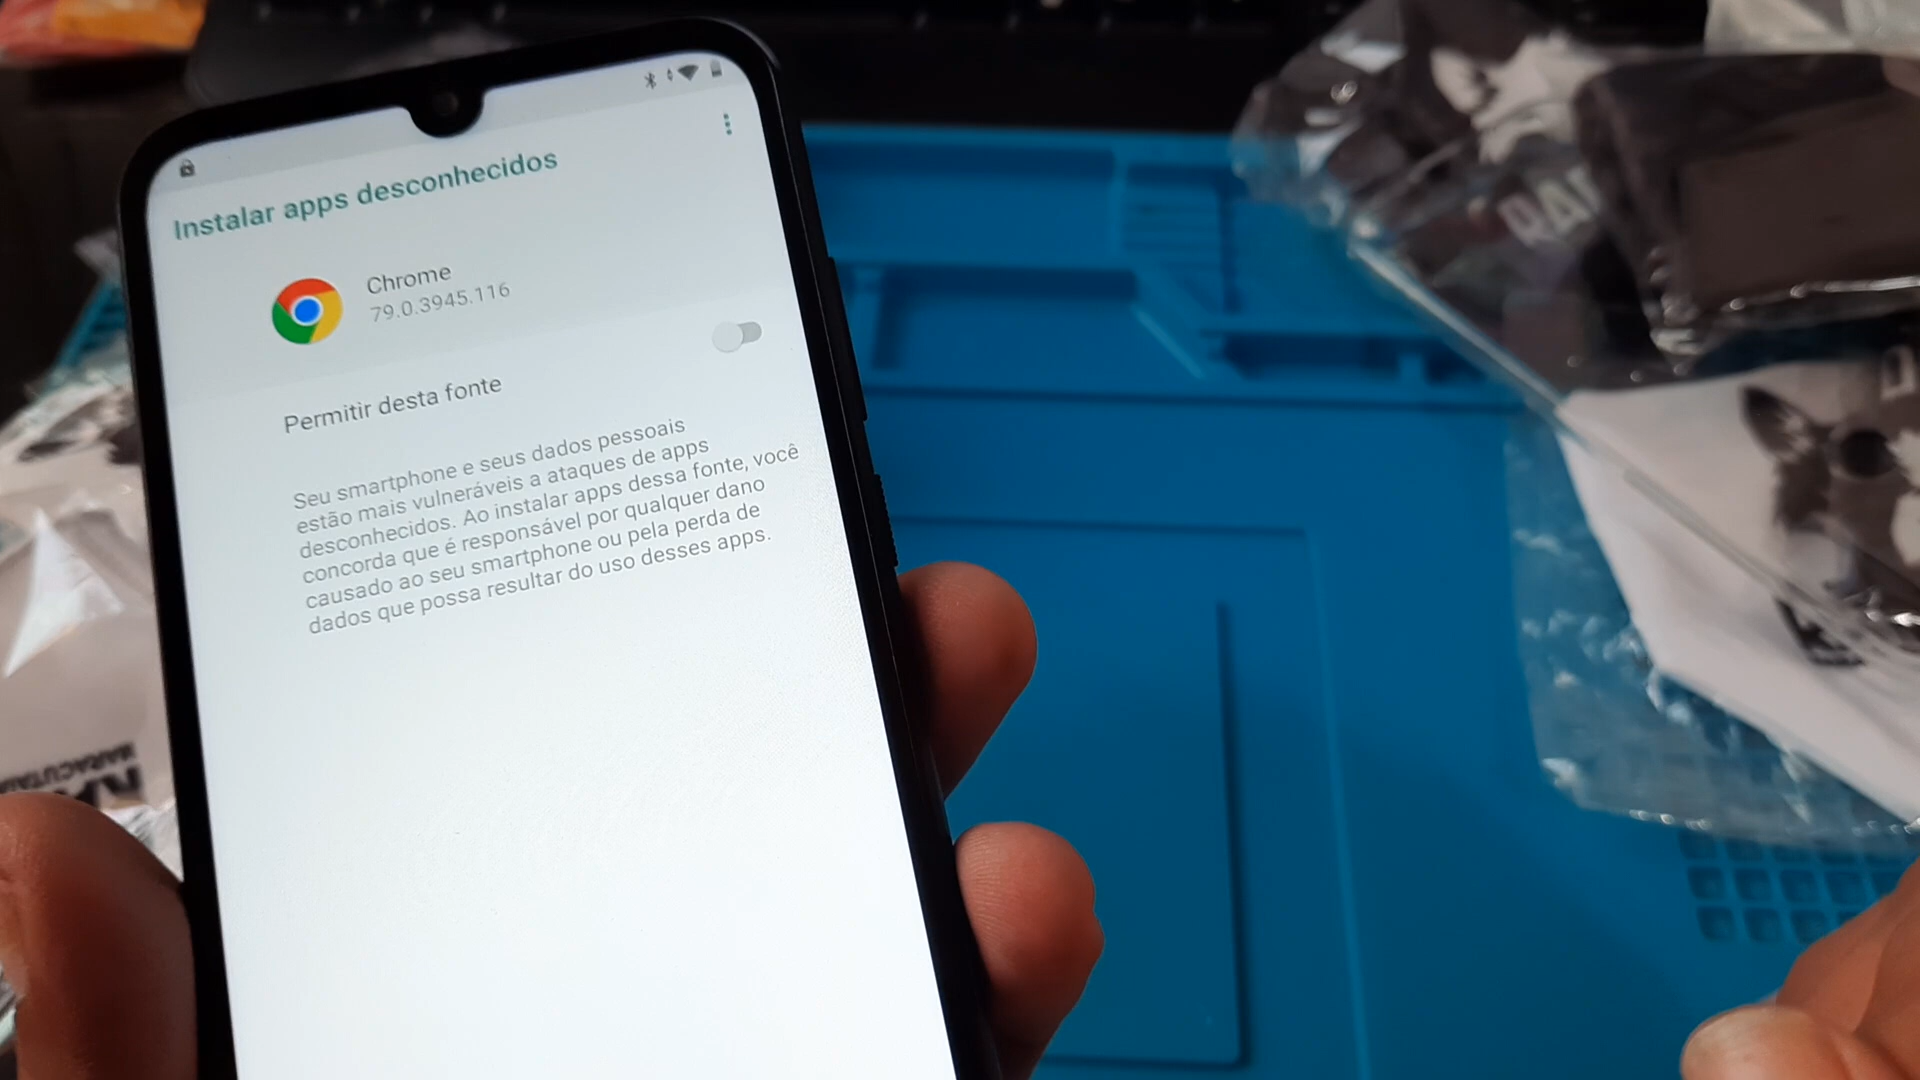 Instalar apps desconhecidos
Chrome
79.0.3945.116
Permitir desta fonte
Seu smartphone e seus dados pessoais
estão mais vulneráveis a ataques de apps
desconhecidos. Ao instalar apps dessa fonte, você
concorda que é responsável por qualquer dano
causado ao seu smartphone ou pela perda de
dados que possa resultar do uso desses apps.